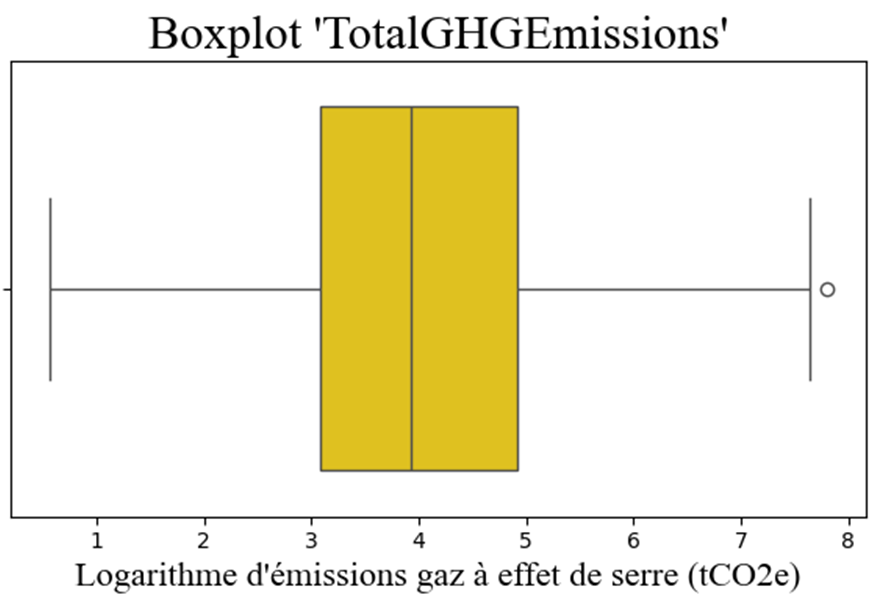 Boxplot 'TotalGHGEmissions'
1 2 3 4 5 6 7 8
Logarithme d'émissions gaz à effet de serre (tCO2e)